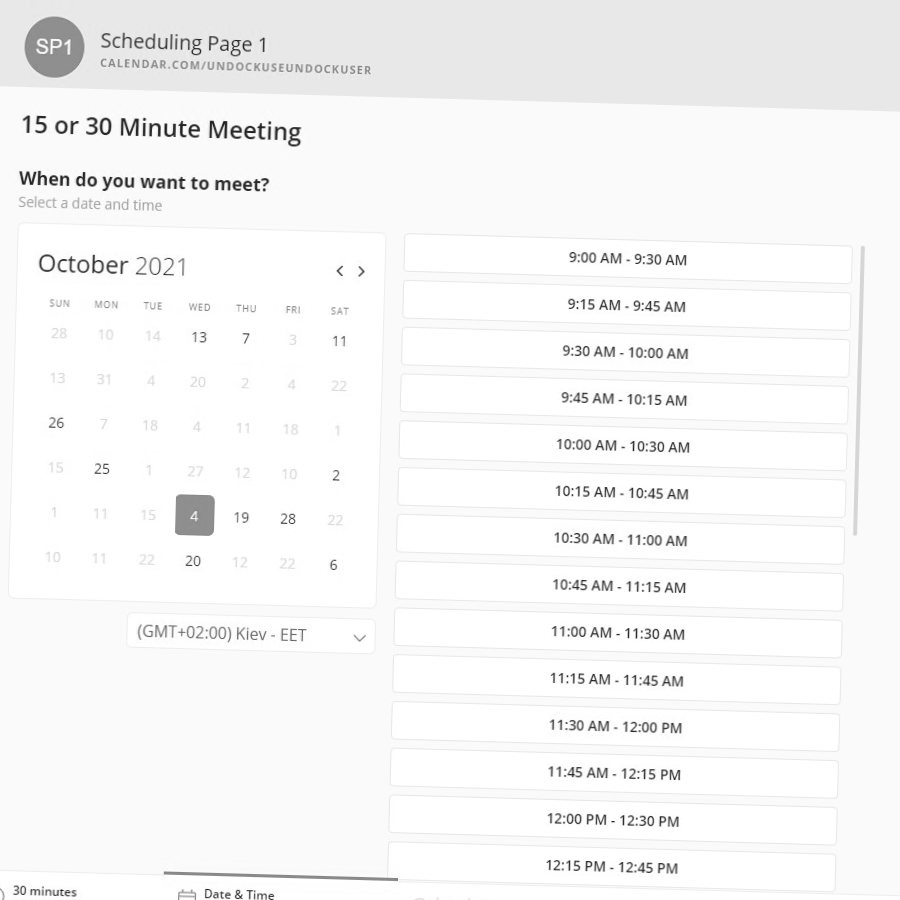 SP1
Scheduling Page 1
CALENDAR.COM/UNDOCKUSEUNDOCKUSER
15 or 30 Minute Meeting
When do you want to meet?
Select a date and time
October 2021
SUN MON TUE WED THU FRI SAT
28 10 14 13 7 3 11
13 31 4 20 2 4 22
26 7 18 4 11 18 1
15 25 1 27 12 10 2
1 11 15 4 19 28 22
10 11 22 20 12 22 6
(GMT+02:00) Kiev - EET
9:00 AM - 9:30 AM
9:15 AM - 9:45 AM
9:30 AM - 10:00 AM
9:45 AM - 10:15 AM
10:00 AM - 10:30 AM
10:15 AM - 10:45 AM
10:30 AM - 11:00 AM
10:45 AM - 11:15 AM
11:00 AM - 11:30 AM
11:15 AM - 11:45 AM
11:30 AM - 12:00 PM
11:45 AM - 12:15 PM
12:00 PM - 12:30 PM
12:15 PM - 12:45 PM
30 minutes
Date & Time